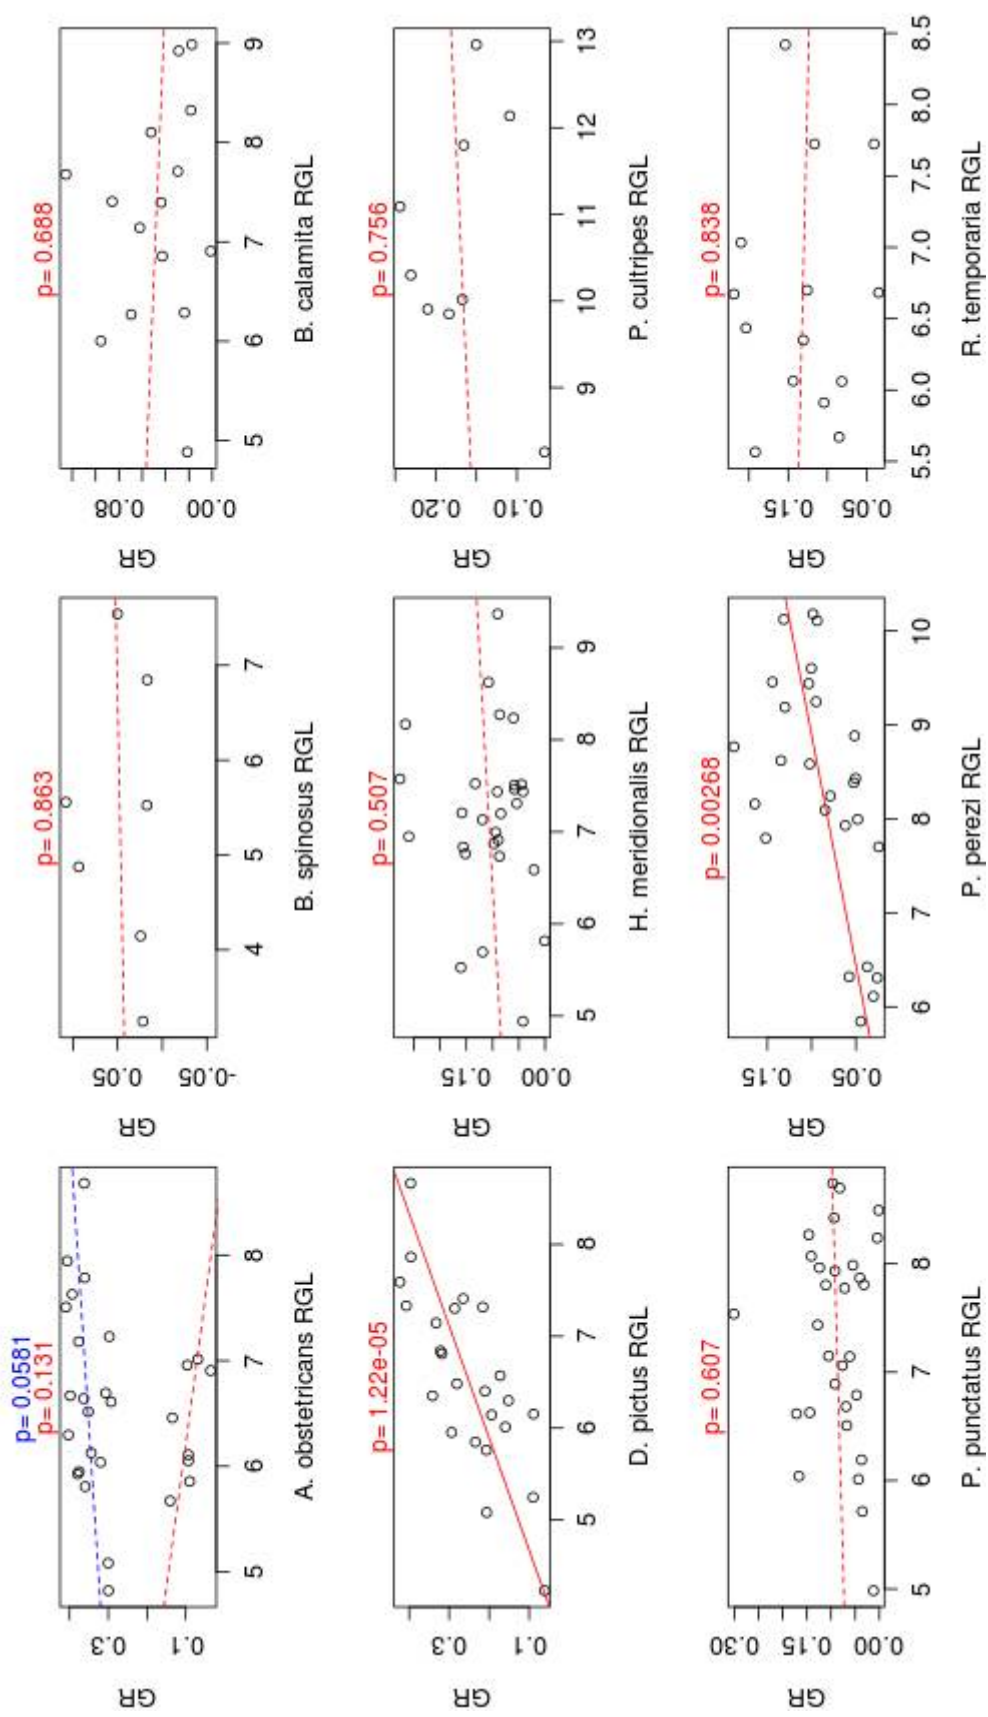 p= 0.0581
p= 0.131
GR
0.1 0.3
5 6 7 8
A. obstetricans RGL
p= 0.863
GR
-0.05 0.05
4 5 6 7
B. spinosus RGL
p= 0.688
GR
0.00 0.08
5 6 7 8 9
B. calamita RGL
p= 1.22e-05
GR
0.1 0.3
5 6 7 8
D. pictus RGL
p= 0.507
GR
0.00 0.15
5 6 7 8 9
H. meridionalis RGL
p= 0.756
GR
0.10 0.20
9 10 11 12 13
P. cultripes RGL
p= 0.607
GR
0.00 0.15 0.30
5 6 7 8
P. punctatus RGL
p= 0.00268
GR
0.05 0.15
6 7 8 9 10
P. perezi RGL
p= 0.838
GR
0.05 0.15
5.5 6.0 6.5 7.0 7.5 8.0 8.5
R. temporaria RGL